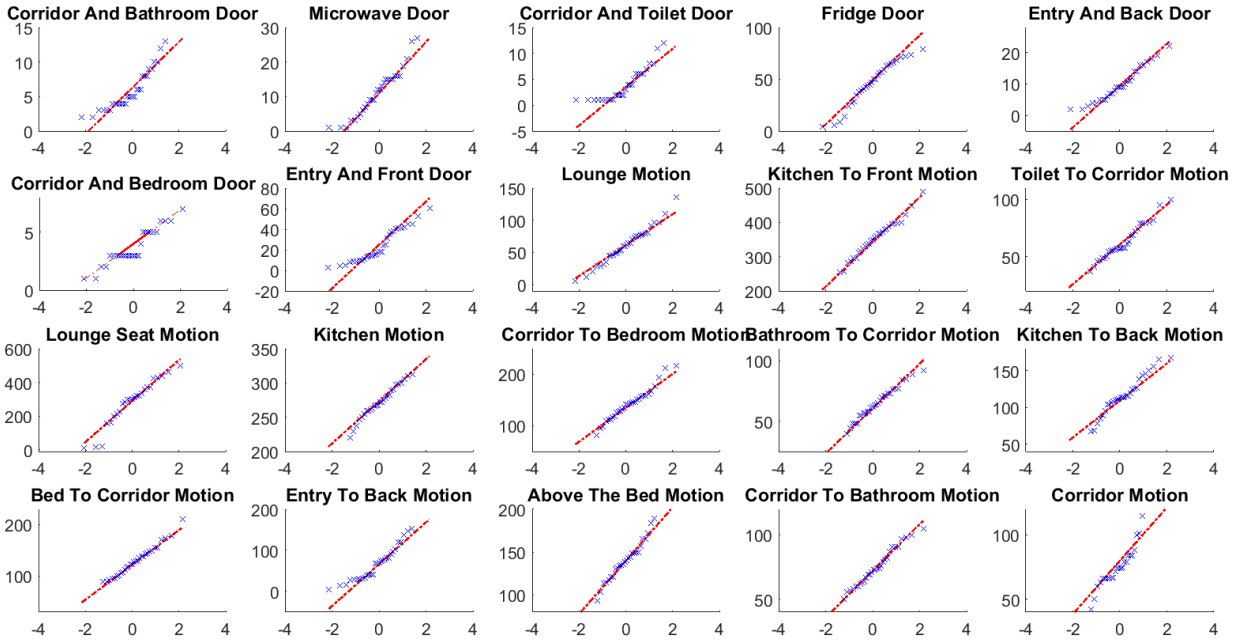 Corridor And Bathroom Door
15
10
5
0
-4 -2 0 2 4
Microwave Door
30
20
10
0
-4 -2 0 2 4
Corridor And Toilet Door
15
10
5
0
-5
-4 -2 0 2 4
Fridge Door
100
50
0
-4 -2 0 2 4
Entry And Back Door
20
10
0
-4 -2 0 2 4
Corridor And Bedroom Door
5
0
-4 -2 0 2 4
Entry And Front Door
80
60
40
20
0
-20
-4 -2 0 2 4
Lounge Motion
150
100
50
0
-4 -2 0 2 4
Kitchen To Front Motion
500
400
300
200
-4 -2 0 2 4
Toilet To Corridor Motion
100
50
-4 -2 0 2 4
Lounge Seat Motion
600
400
200
0
-4 -2 0 2 4
Kitchen Motion
350
300
250
200
-4 -2 0 2 4
Corridor To Bedroom Motion
200
100
-4 -2 0 2 4
Bathroom To Corridor Motion
100
50
-4 -2 0 2 4
Kitchen To Back Motion
150
100
50
-4 -2 0 2 4
Bed To Corridor Motion
200
100
-4 -2 0 2 4
Entry To Back Motion
200
100
0
-4 -2 0 2 4
Above The Bed Motion
200
150
100
-4 -2 0 2 4
Corridor To Bathroom Motion
100
50
-4 -2 0 2 4
Corridor Motion
100
50
-4 -2 0 2 4